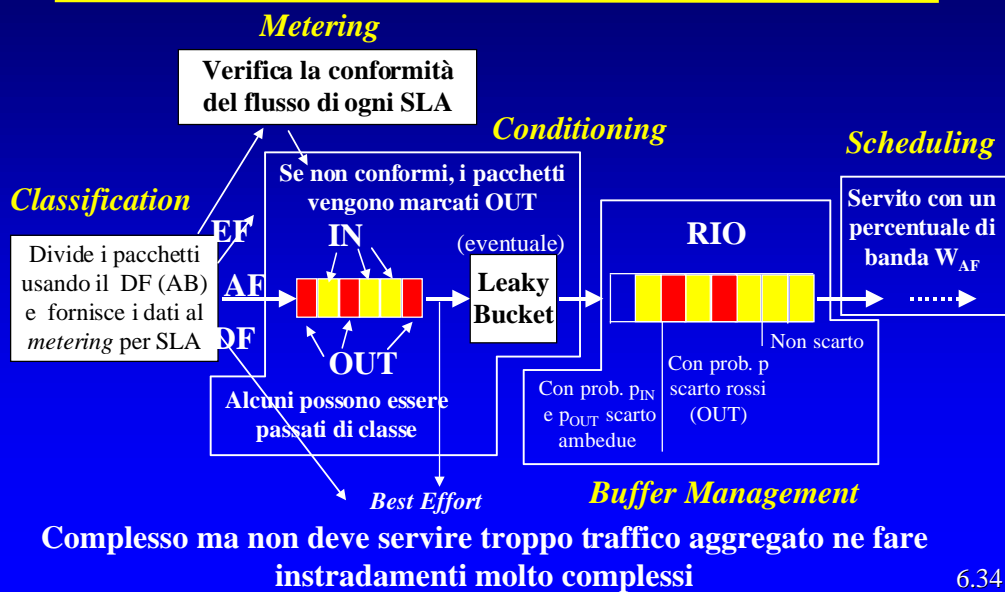 Metering
Verifica la conformità
del flusso di ogni SLA
Conditioning
Scheduling
Classification
Se non conformi, i pacchetti
vengono marcati OUT
Servito con un
percentuale di
banda W_AF
Divide i pacchetti
usando il DF (AB)
e fornisce i dati al
metering per SLA
EF
AF
DF
IN
OUT
(eventuale)
Leaky
Bucket
RIO
Non scarto
Con prob. p
scarto rossi
(OUT)
Con prob. p_IN
e p_OUT scarto
ambedue
Alcuni possono essere
passati di classe
Best Effort
Buffer Management
Complesso ma non deve servire troppo traffico aggregato ne fare
instradamenti molto complessi
6.34